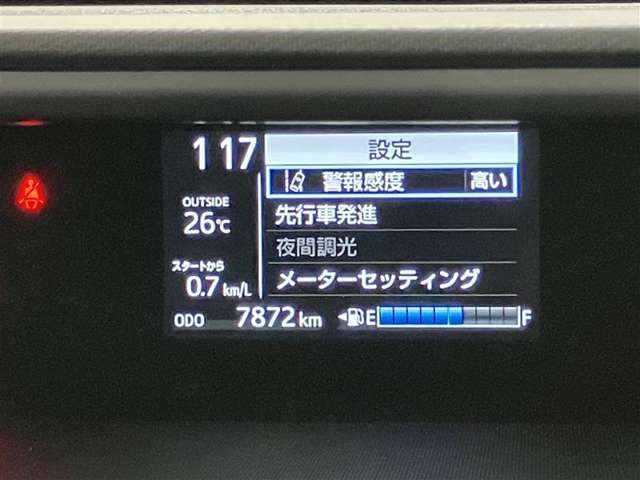 1:17
設定
警報感度 高い
先行車発進
夜間調光
メーターセッティング
OUTSIDE
26℃
スタートから
0.7 km/L
ODO 7872 km
E F